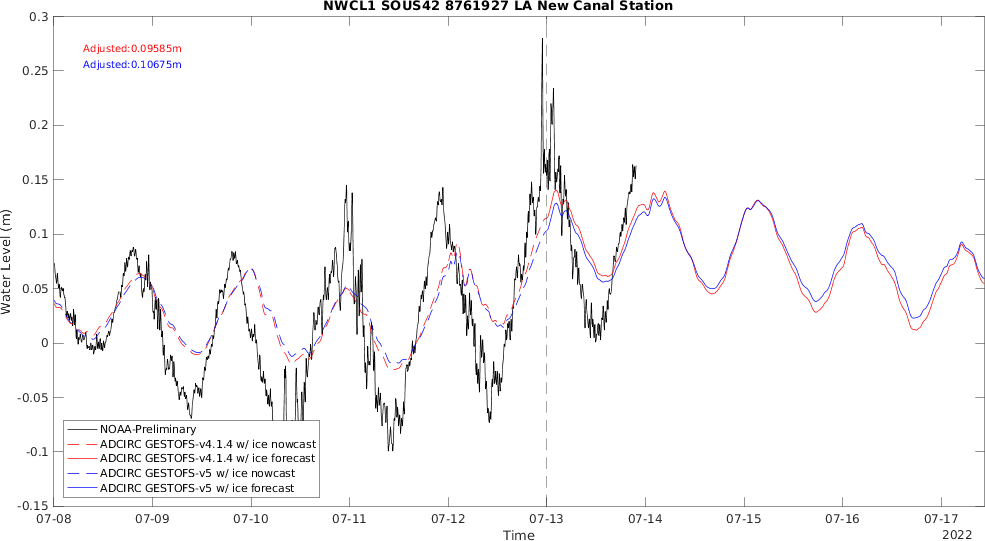 NWCL1 SOUS42 8761927 LA New Canal Station
0.3
0.25
0.2
0.15
0.1
0.05
0
-0.05
-0.1
-0.15
Water Level (m)
Adjusted:0.09585m
Adjusted:0.10675m
NOAA-Preliminary
ADCIRC GESTOFS-v4.1.4 w/ ice nowcast
ADCIRC GESTOFS-v4.1.4 w/ ice forecast
ADCIRC GESTOFS-v5 w/ ice nowcast
ADCIRC GESTOFS-v5 w/ ice forecast
07-08 07-09 07-10 07-11 07-12 07-13 07-14 07-15 07-16 07-17
Time
2022